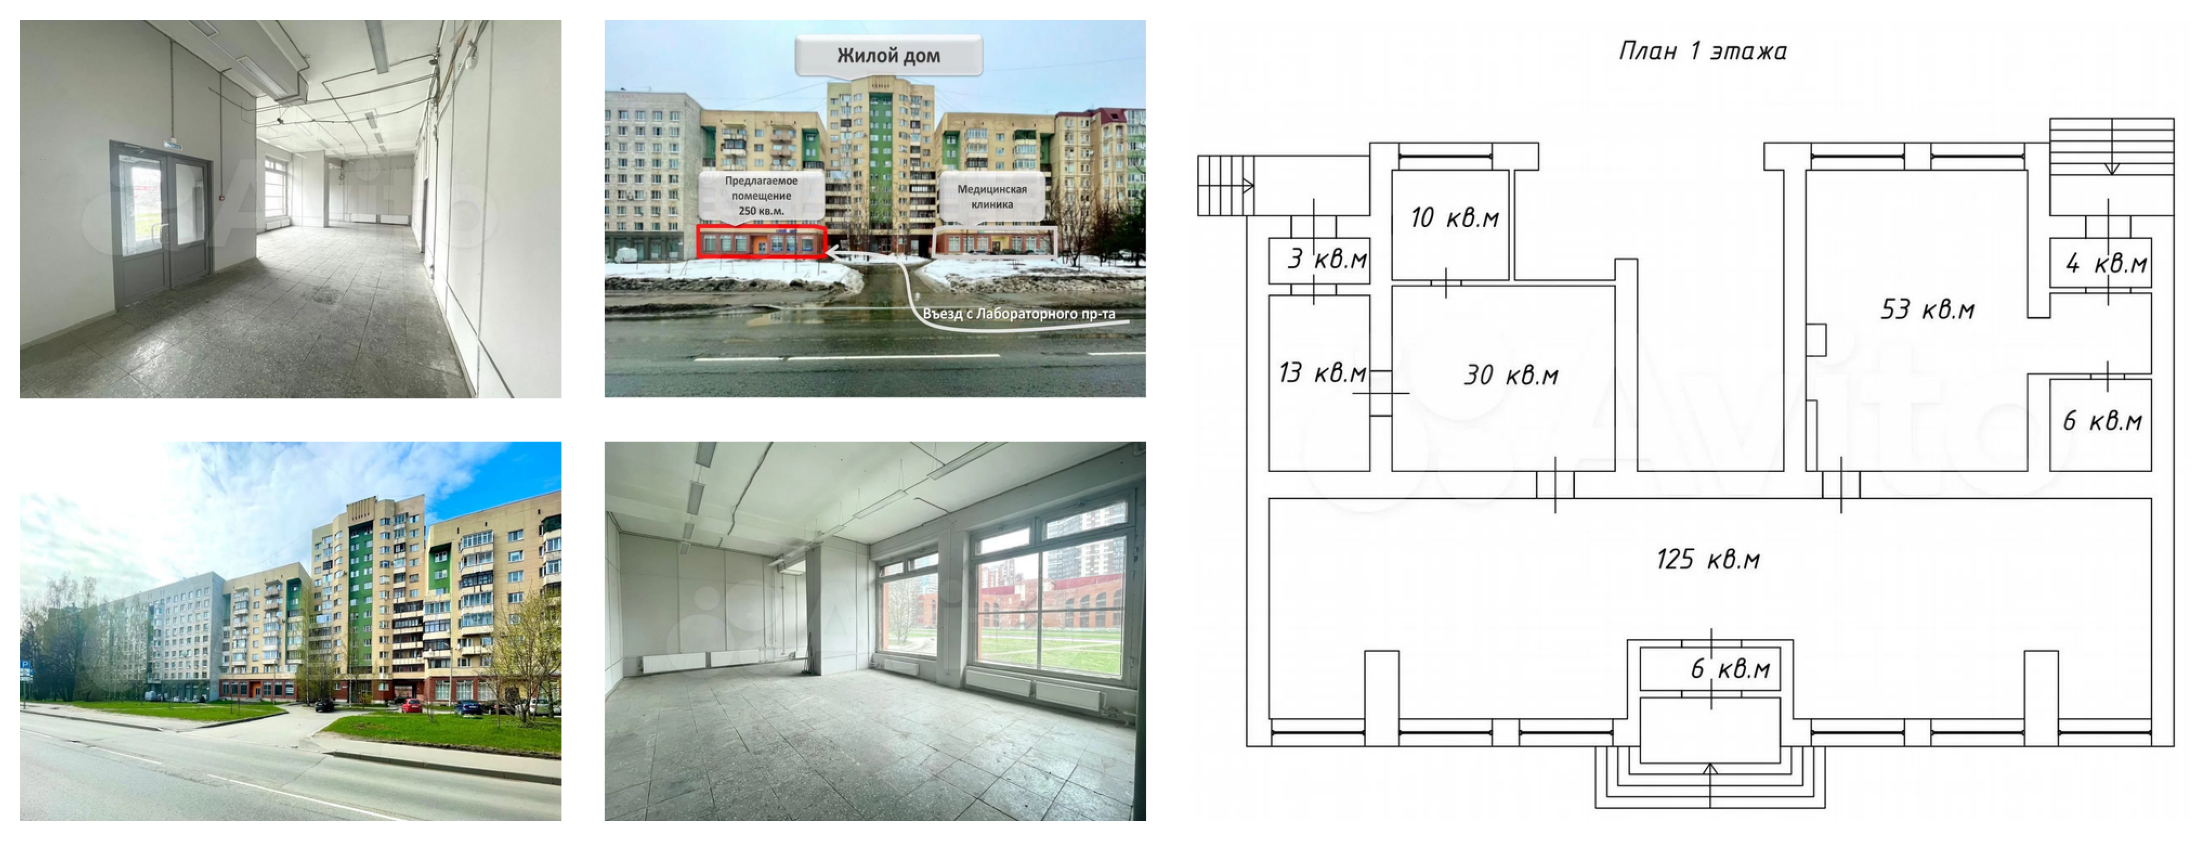 Жилой дом
Предлагаемое
помещение
250 кв.м.
Медицинская
клиника
Въезд с Лабораторного пр-та
План 1 этажа
10 кв.м
3 кв.м
4 кв.м
53 кв.м
13 кв.м
30 кв.м
6 кв.м
125 кв.м
6 кв.м
Avito